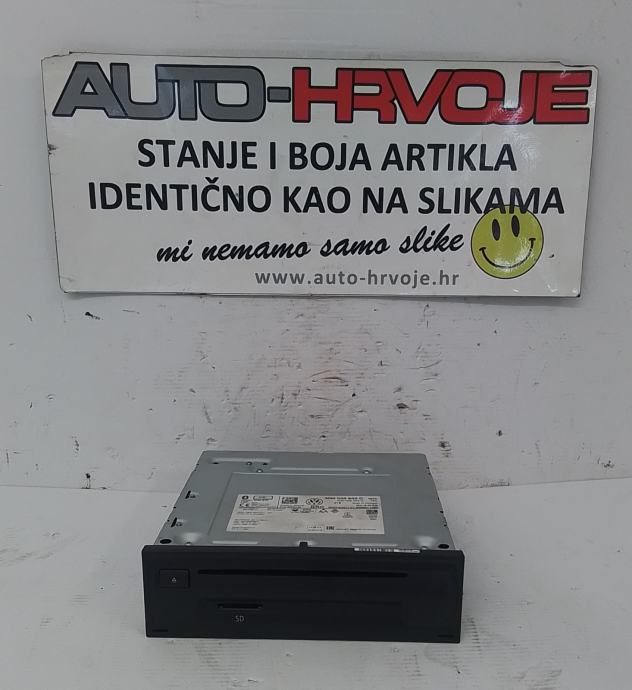 AUTO-HRVOJE
STANJE I BOJA ARTIKLA
IDENTIČNO KAO NA SLIKAMA
mi nemamo samo slike
www.auto-hrvoje.hr
SD